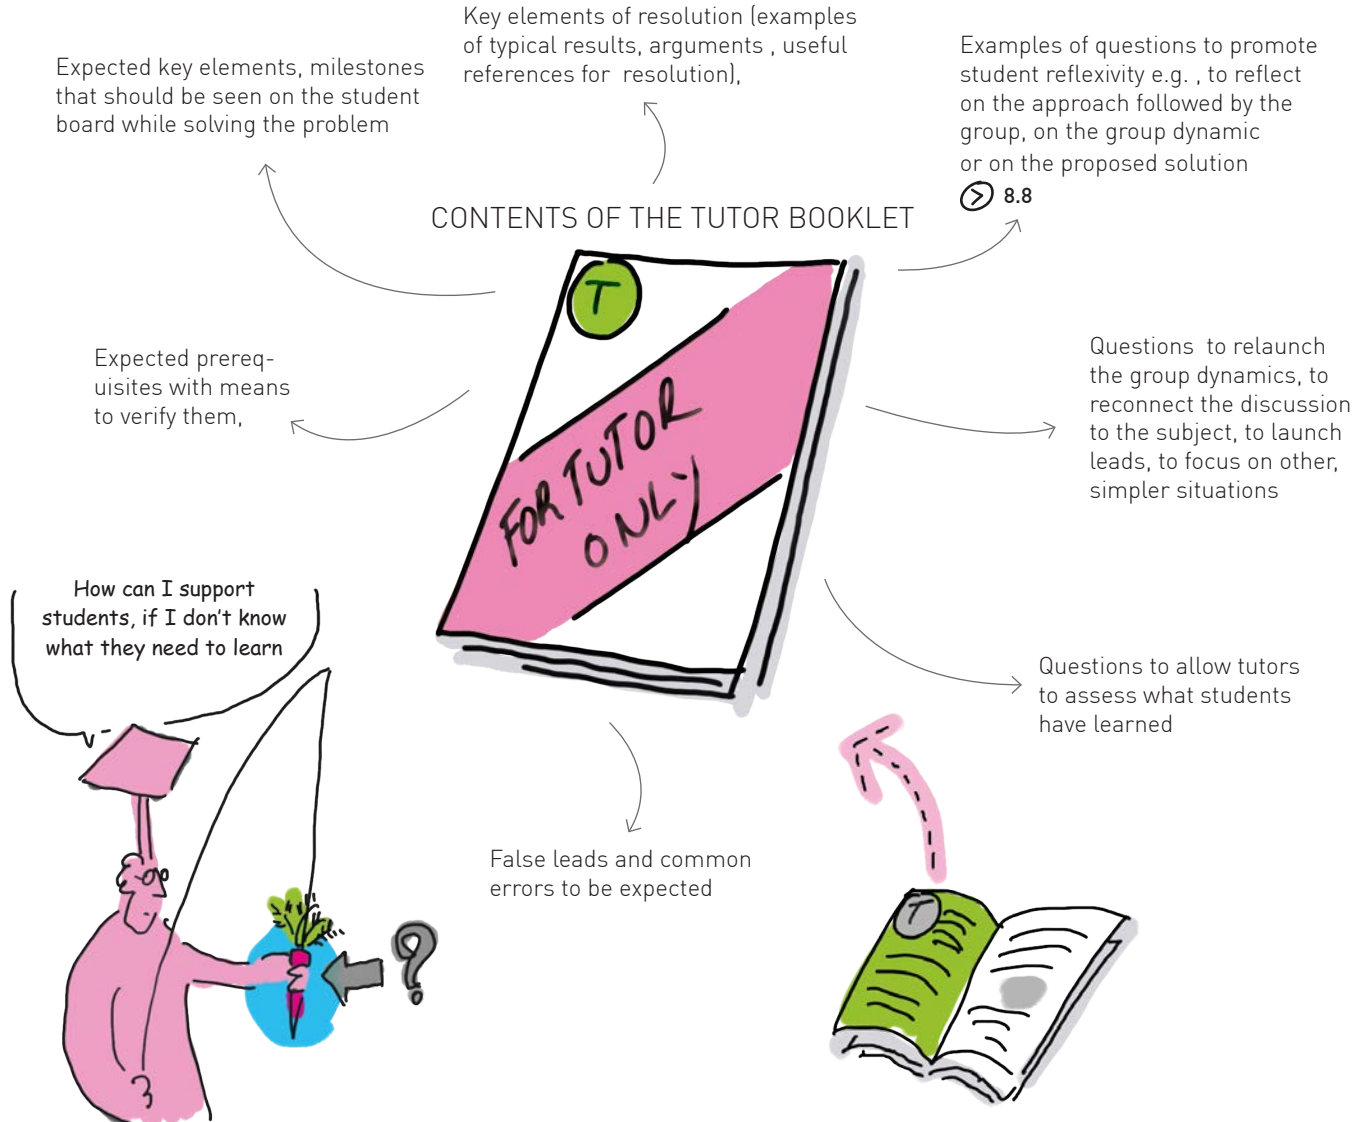 Key elements of resolution (examples
of typical results, arguments , useful
references for  resolution),
Expected key elements, milestones
that should be seen on the student
board while solving the problem
Examples of questions to promote
student reflexivity e.g. , to reflect
on the approach followed by the
group, on the group dynamic
or on the proposed solution
8.8
CONTENTS OF THE TUTOR BOOKLET
T
FOR TUTOR
ONLY
Expected prereq-
uisites with means
to verify them,
Questions  to relaunch
the group dynamics, to
reconnect the discussion
to the subject, to launch
leads, to focus on other,
simpler situations
How can I support
students, if I don't know
what they need to learn
Questions to allow tutors
to assess what students
have learned
False leads and common
errors to be expected
?
T